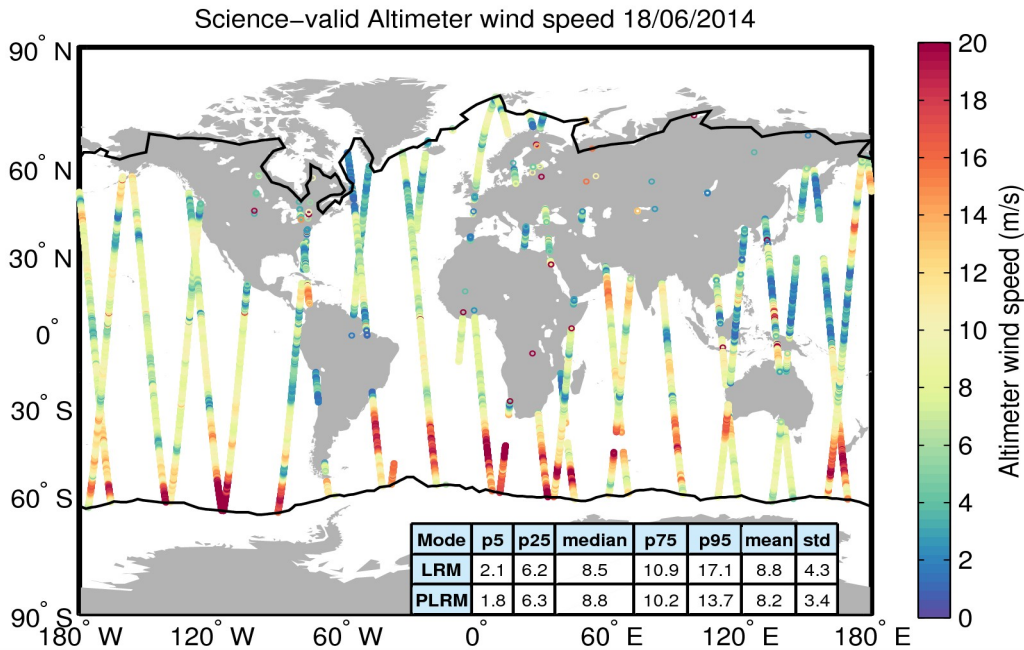 Science−valid Altimeter wind speed 18/06/2014
90° N
60° N
30° N
0°
30° S
60° S
90° S
180° W
120° W
60° W
0°
60° E
120° E
180° E
Mode p5 p25 median p75 p95 mean std
LRM 2.1 6.2 8.5 10.9 17.1 8.8 4.3
PLRM 1.8 6.3 8.8 10.2 13.7 8.2 3.4
20
18
16
14
12
10
8
6
4
2
0
Altimeter wind speed (m/s)